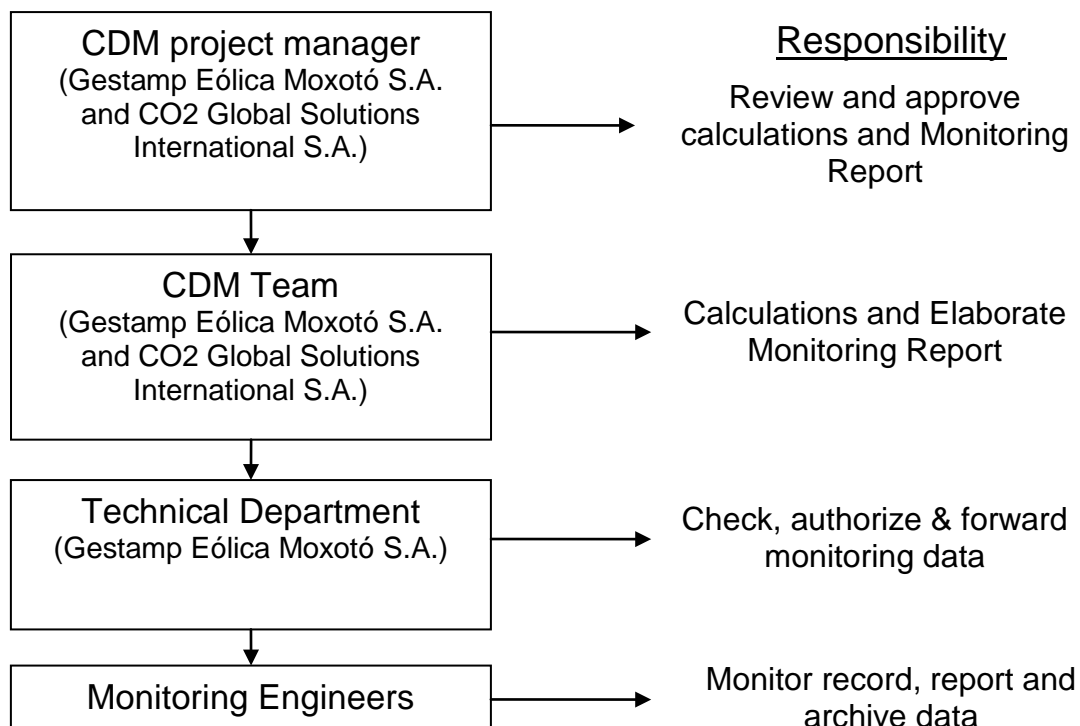 CDM project manager
(Gestamp Eólica Moxotó S.A.
and CO2 Global Solutions
International S.A.)
Responsibility
Review and approve
calculations and Monitoring
Report
CDM Team
(Gestamp Eólica Moxotó S.A.
and CO2 Global Solutions
International S.A.)
Calculations and Elaborate
Monitoring Report
Technical Department
(Gestamp Eólica Moxotó S.A.)
Check, authorize & forward
monitoring data
Monitoring Engineers
Monitor record, report and
archive data